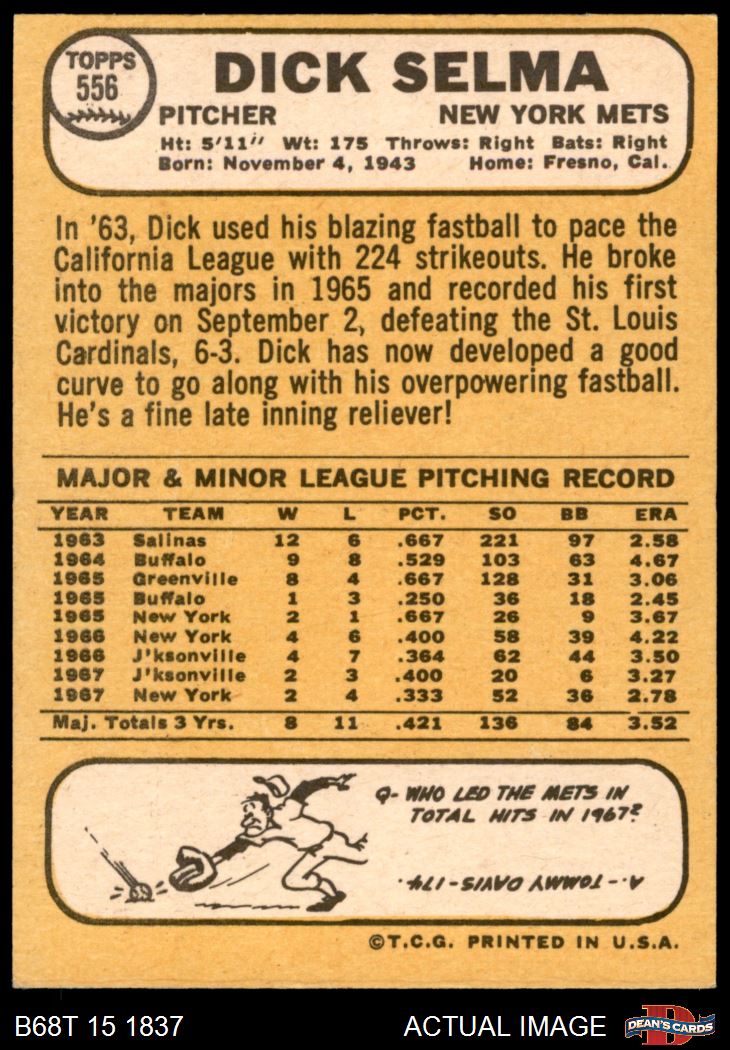 TOPPS
556
DICK SELMA
PITCHER NEW YORK METS
Ht: 5'11" Wt: 175 Throws: Right Bats: Right
Born: November 4, 1943 Home: Fresno, Cal.
In '63, Dick used his blazing fastball to pace the
California League with 224 strikeouts. He broke
into the majors in 1965 and recorded his first
victory on September 2, defeating the St. Louis
Cardinals, 6-3. Dick has now developed a good
curve to go along with his overpowering fastball.
He's a fine late inning reliever!
MAJOR & MINOR LEAGUE PITCHING RECORD
YEAR TEAM W L PCT. SO BB ERA
1963 Salinas 12 6 .667 221 97 2.58
1964 Buffalo 9 8 .529 103 63 4.67
1965 Greenville 8 4 .667 128 31 3.06
1965 Buffalo 1 3 .250 36 18 2.45
1965 New York 2 1 .667 26 9 3.67
1966 New York 4 6 .400 58 39 4.22
1966 J'ksonville 4 7 .364 62 44 3.50
1967 J'ksonville 2 3 .400 20 6 3.27
1967 New York 2 4 .333 52 36 2.78
Maj. Totals 3 Yrs. 8 11 .421 136 84 3.52
Q- WHO LED THE METS IN
TOTAL HITS IN 1967?
A-- TOMMY DAVIS-174.
©T.C.G. PRINTED IN U.S.A.
B68T 15 1837 ACTUAL IMAGE
DEAN'S CARDS